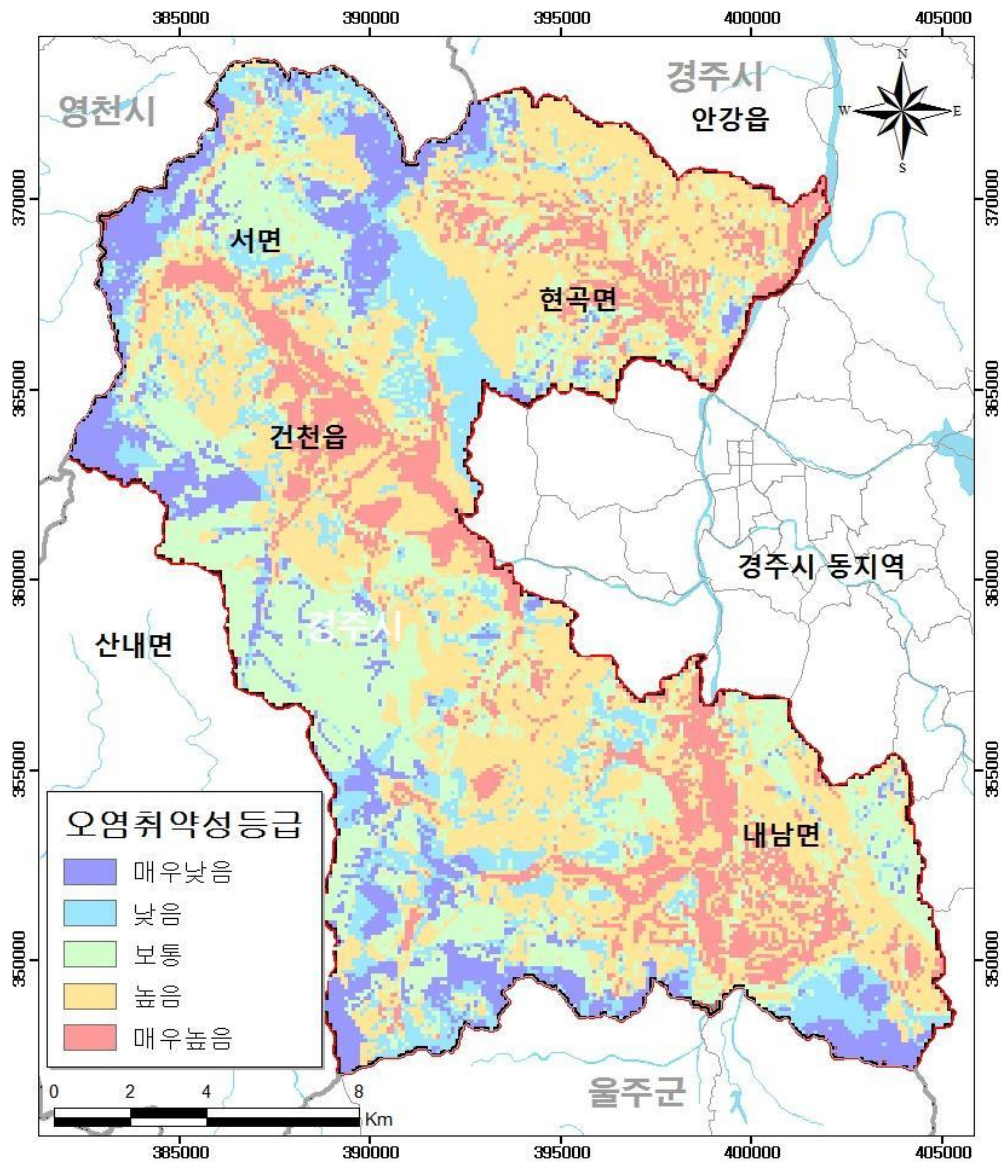 385000
390000
395000
400000
405000
영천시
경주시
안강읍
N
W
E
S
370000
370000
서면
현곡면
365000
365000
건천읍
360000
360000
경주시 동지역
경주시
산내면
355000
355000
내남면
오염취약성등급
매우낮음
낮음
보통
높음
매우높음
350000
350000
울주군
0 2 4 8
Km
385000
390000
395000
400000
405000